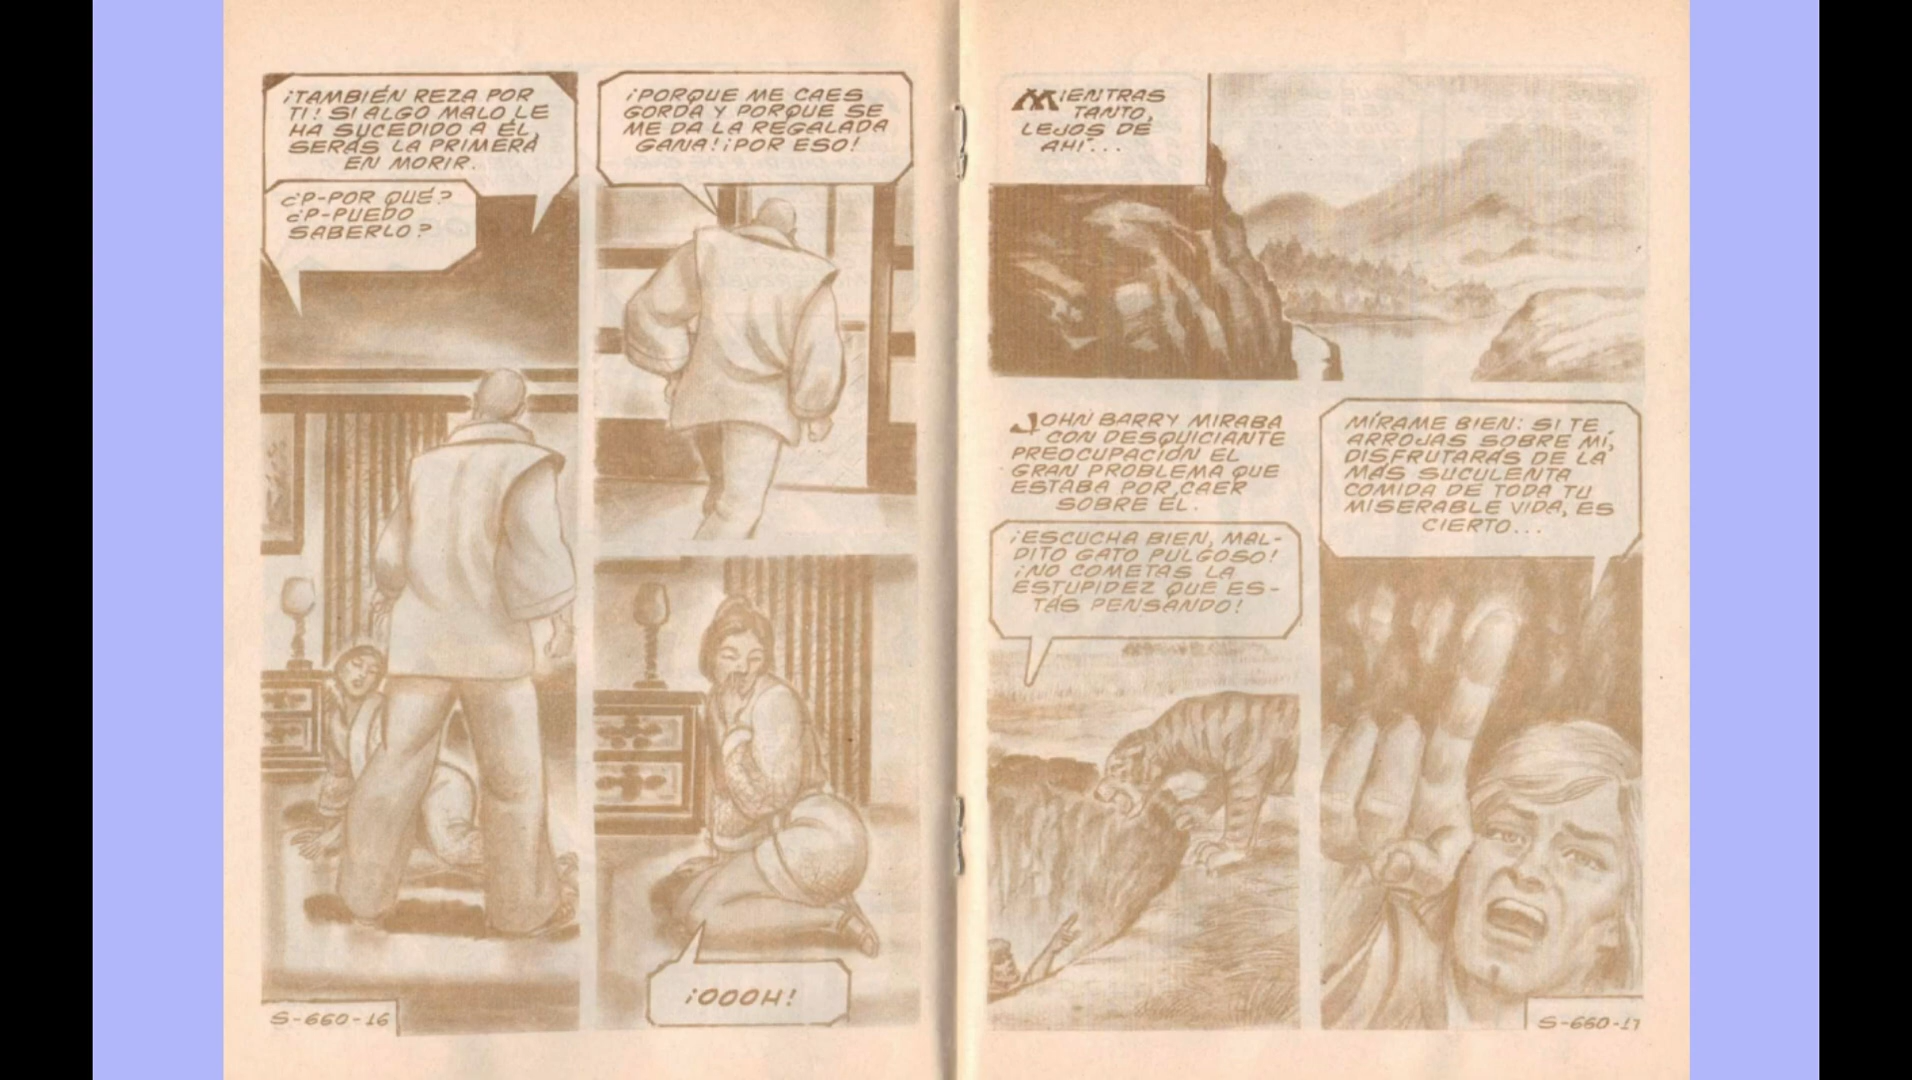 ¡TAMBIÉN REZA POR
TI! SI ALGO MALO LE
HA SUCEDIDO A ÉL,
SERÁS LA PRIMERA
EN MORIR.
¿P-POR QUÉ?
¿P-PUEDO
SABERLO?
¡PORQUE ME CAES
GORDA Y PORQUE SE
ME DA LA REGALADA
GANA! ¡POR ESO!
¡OOOH!
S-660-16
MIENTRAS
TANTO,
LEJOS DE
AHÍ...
JOHN BARRY MIRABA
CON DESQUICIANTE
PREOCUPACIÓN EL
GRAN PROBLEMA QUE
ESTABA POR CAER
SOBRE ÉL.
¡ESCUCHA BIEN, MAL-
DITO GATO PULGOSO!
¡NO COMETAS LA
ESTUPIDEZ QUE ES-
TÁS PENSANDO!
MÍRAME BIEN: SI TE
ARROJAS SOBRE MÍ,
DISFRUTARÁS DE LA
MÁS SUCULENTA
COMIDA DE TODA TU
MISERABLE VIDA, ES
CIERTO...
S-660-17